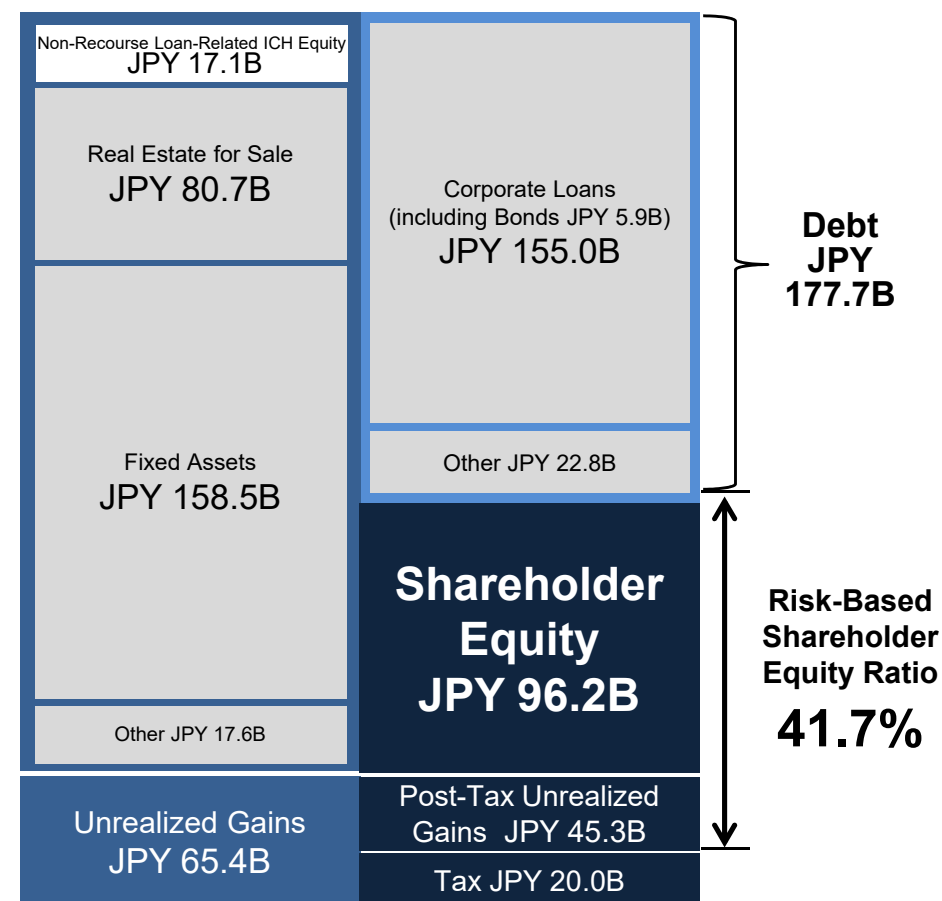 Non-Recourse Loan-Related ICH Equity
JPY 17.1B
Real Estate for Sale
JPY 80.7B
Fixed Assets
JPY 158.5B
Other JPY 17.6B
Unrealized Gains
JPY 65.4B
Corporate Loans
(including Bonds JPY 5.9B)
JPY 155.0B
Other JPY 22.8B
Shareholder
Equity
JPY 96.2B
Post-Tax Unrealized
Gains JPY 45.3B
Tax JPY 20.0B
Debt
JPY
177.7B
Risk-Based
Shareholder
Equity Ratio
41.7%